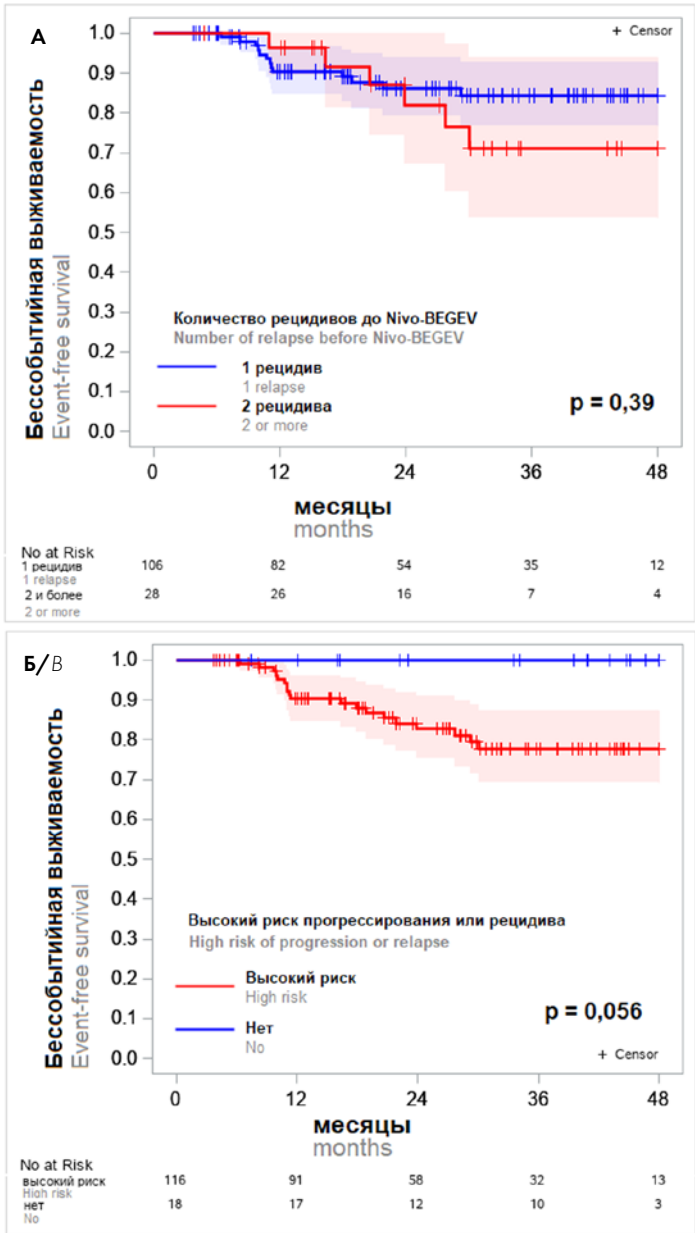 А
+ Censor
1.0
0.9
0.8
0.7
0.6
0.5
0.4
0.3
0.2
0.1
0.0
Бессобытийная выживаемость
Event-free survival
Количество рецидивов до Nivo-BEGEV
Number of relapse before Nivo-BEGEV
1 рецидив
1 relapse
2 рецидива
2 or more
p = 0,39
0 12 24 36 48
месяцы
months
No at Risk
1 рецидив 106 82 54 35 12
1 relapse
2 и более 28 26 16 7 4
2 or more
Б/B
1.0
0.9
0.8
0.7
0.6
0.5
0.4
0.3
0.2
0.1
0.0
Бессобытийная выживаемость
Event-free survival
Высокий риск прогрессирования или рецидива
High risk of progression or relapse
Высокий риск
High risk
Нет
No
p = 0,056
+ Censor
0 12 24 36 48
месяцы
months
No at Risk
высокий риск 116 91 58 32 13
High risk
нет 18 17 12 10 3
No